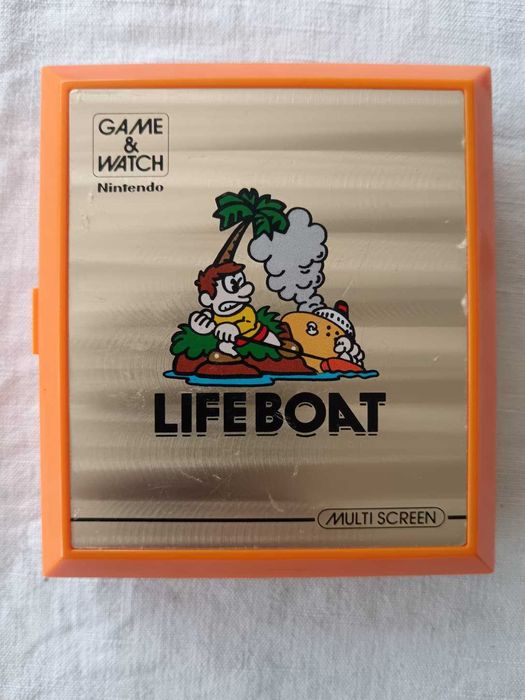 GAME
&
WATCH
Nintendo
LIFEBOAT
MULTI SCREEN